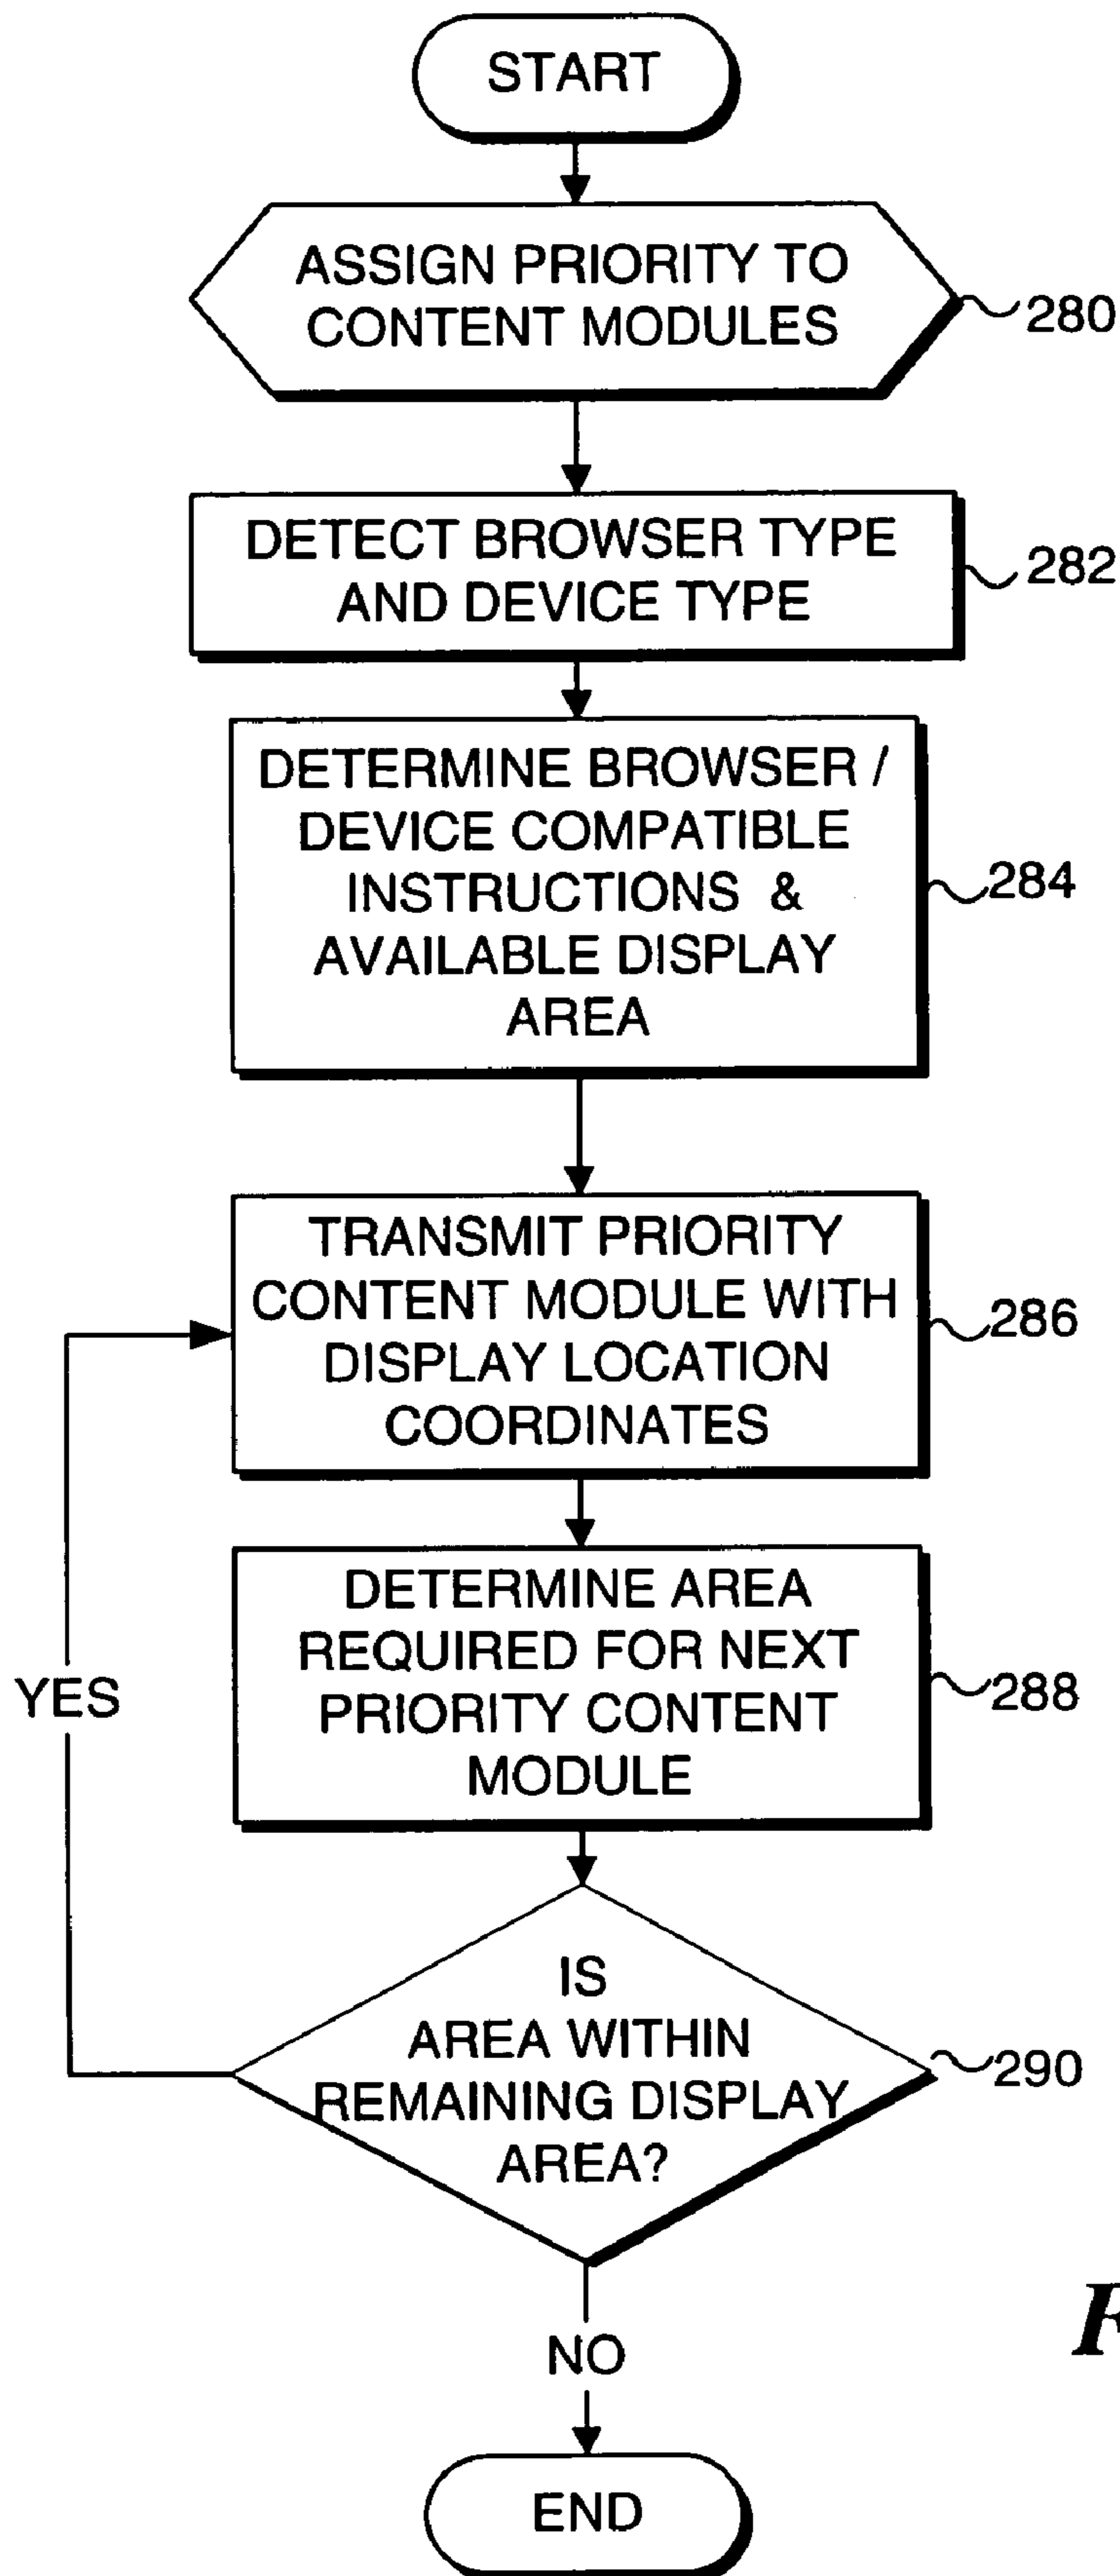 START
ASSIGN PRIORITY TO
CONTENT MODULES
280
DETECT BROWSER TYPE
AND DEVICE TYPE
282
DETERMINE BROWSER /
DEVICE COMPATIBLE
INSTRUCTIONS &
AVAILABLE DISPLAY
AREA
284
TRANSMIT PRIORITY
CONTENT MODULE WITH
DISPLAY LOCATION
COORDINATES
286
DETERMINE AREA
REQUIRED FOR NEXT
PRIORITY CONTENT
MODULE
288
YES
IS
AREA WITHIN
REMAINING DISPLAY
AREA?
290
NO
END